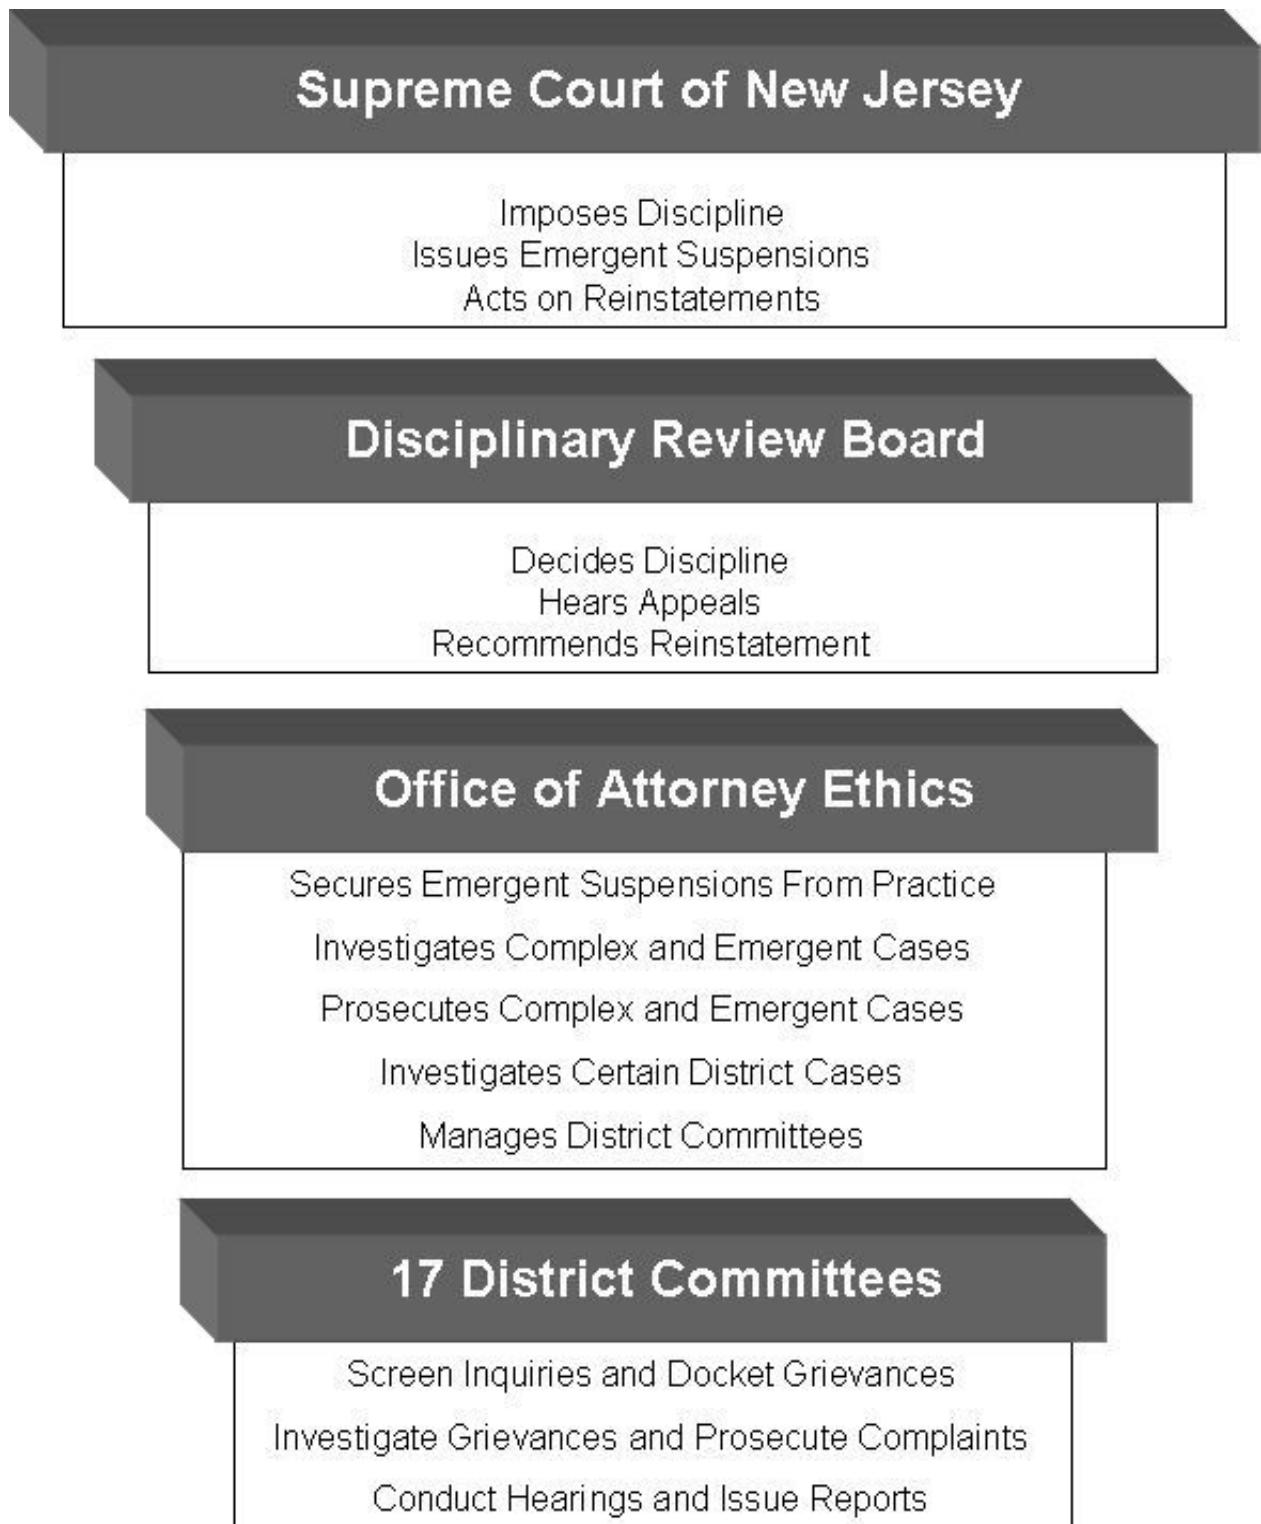 Supreme Court of New Jersey
Imposes Discipline
Issues Emergent Suspensions
Acts on Reinstatements
Disciplinary Review Board
Decides Discipline
Hears Appeals
Recommends Reinstatement
Office of Attorney Ethics
Secures Emergent Suspensions From Practice
Investigates Complex and Emergent Cases
Prosecutes Complex and Emergent Cases
Investigates Certain District Cases
Manages District Committees
17 District Committees
Screen Inquiries and Docket Grievances
Investigate Grievances and Prosecute Complaints
Conduct Hearings and Issue Reports